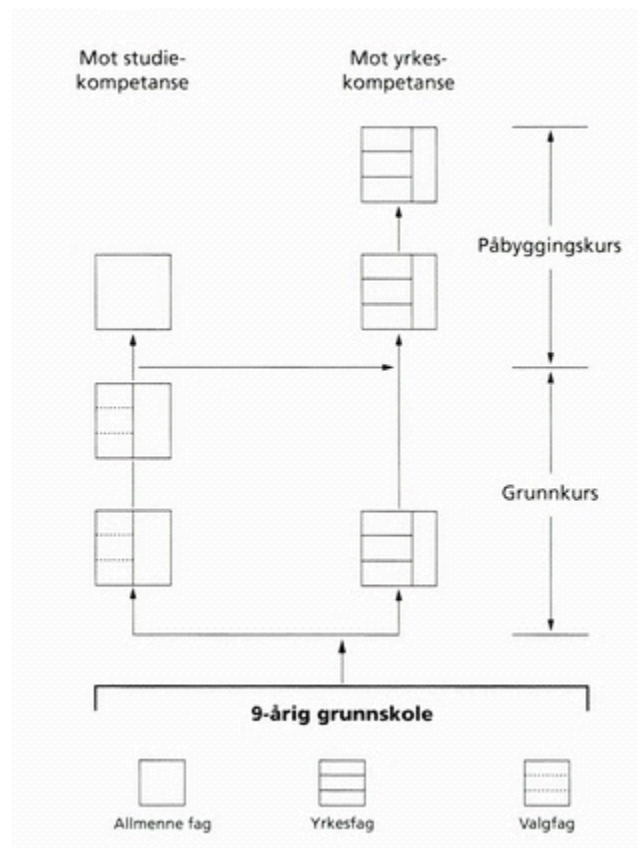 Mot studie-
kompetanse
Mot yrkes-
kompetanse
Påbyggingskurs
Grunnkurs
9-årig grunnskole
Allmenne fag
Yrkesfag
Valgfag